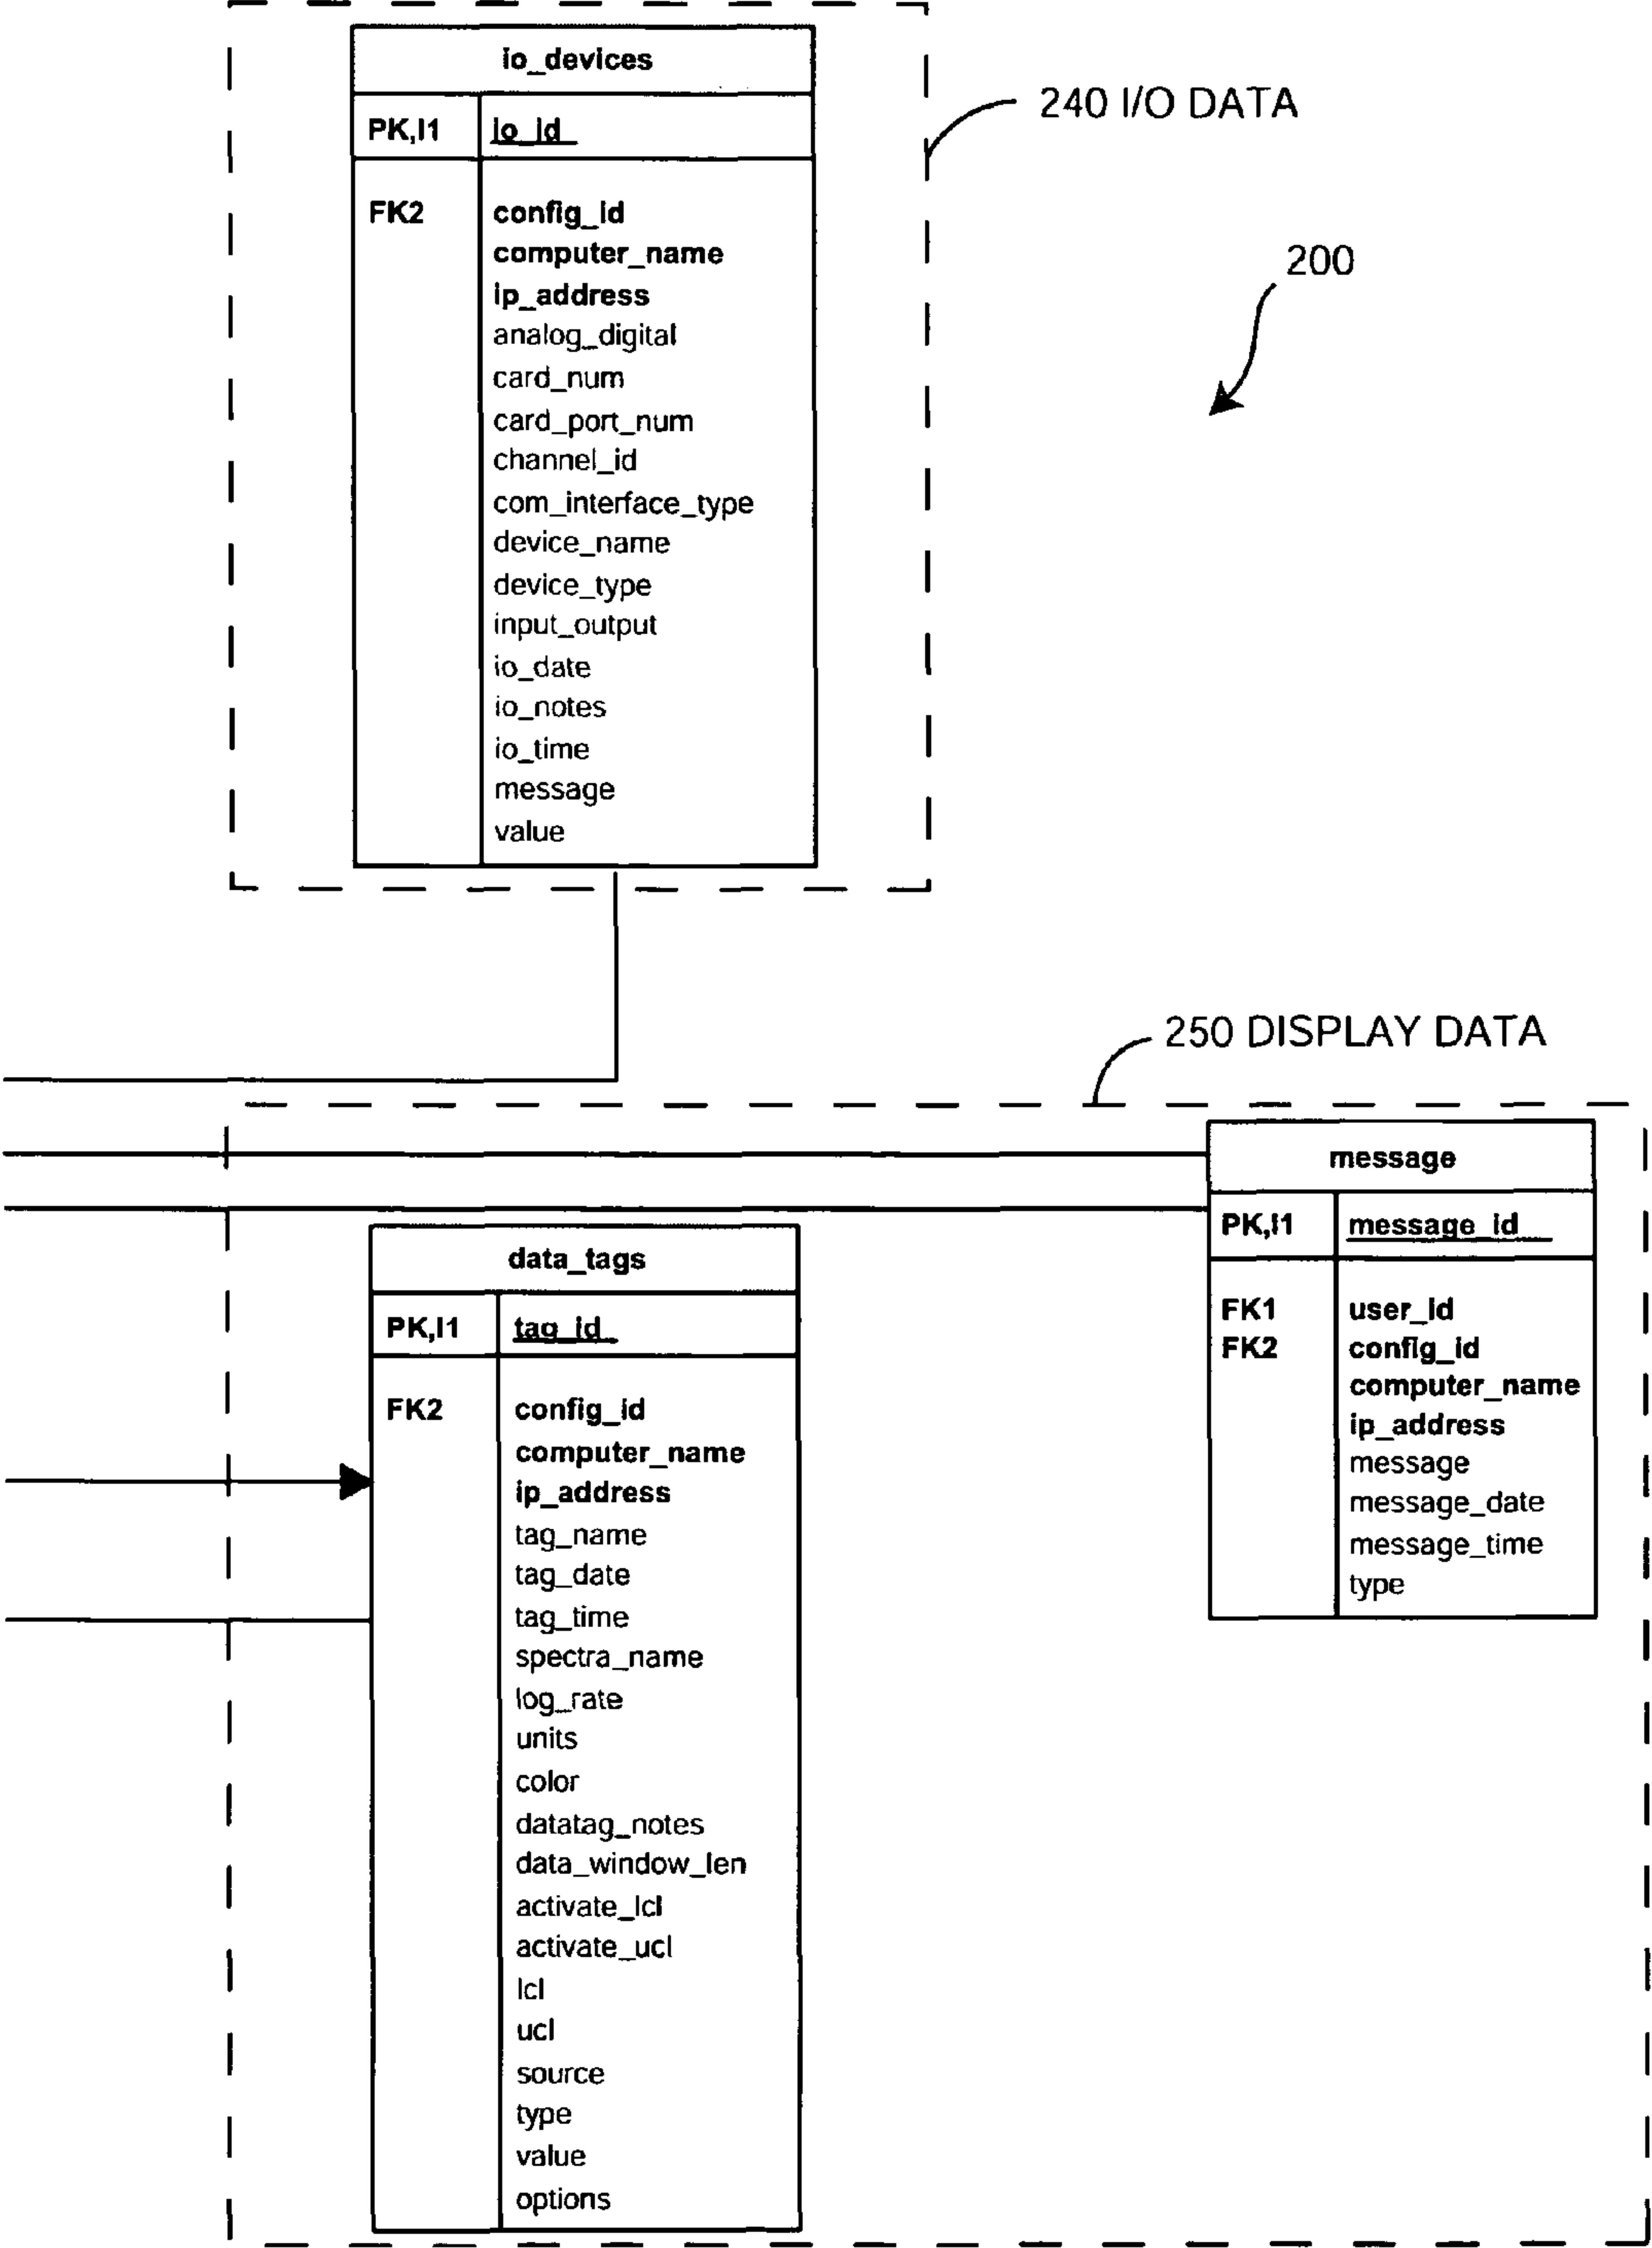 io_devices
PK,I1 io_id
FK2 config_id
computer_name
ip_address
analog_digital
card_num
card_port_num
channel_id
com_interface_type
device_name
device_type
input_output
io_date
io_notes
io_time
message
value
240 I/O DATA
200
250 DISPLAY DATA
message
PK,I1 message_id
FK1 user_id
FK2 config_id
computer_name
ip_address
message
message_date
message_time
type
data_tags
PK,I1 tag_id
FK2 config_id
computer_name
ip_address
tag_name
tag_date
tag_time
spectra_name
log_rate
units
color
datatag_notes
data_window_len
activate_lcl
activate_ucl
lcl
ucl
source
type
value
options